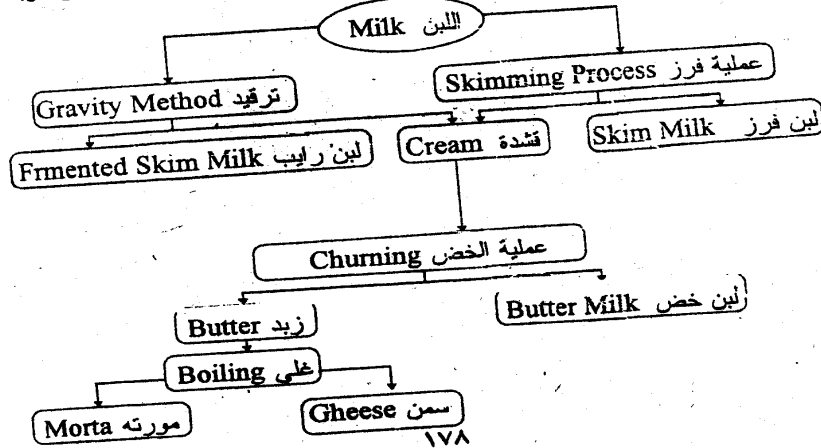 Milk اللبن
Skimming Process عملية فرز
Gravity Method ترقيد
Frmented Skim Milk لبن رايب
Cream قشدة
Skim Milk لبن فرز
Churning عملية الخض
Butter زبد
Butter Milk لبن خض
Boiling غلي
Morta مورته
Gheese سمن
١٧٨